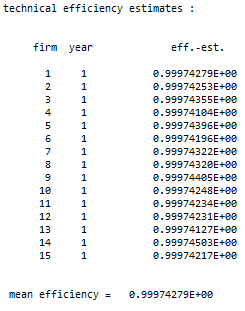 technical efficiency estimates :
firm year eff.-est.
1 1 0.99974279E+00
2 1 0.99974253E+00
3 1 0.99974355E+00
4 1 0.99974104E+00
5 1 0.99974396E+00
6 1 0.99974196E+00
7 1 0.99974322E+00
8 1 0.99974320E+00
9 1 0.99974405E+00
10 1 0.99974248E+00
11 1 0.99974234E+00
12 1 0.99974231E+00
13 1 0.99974127E+00
14 1 0.99974503E+00
15 1 0.99974217E+00
mean efficiency = 0.99974279E+00